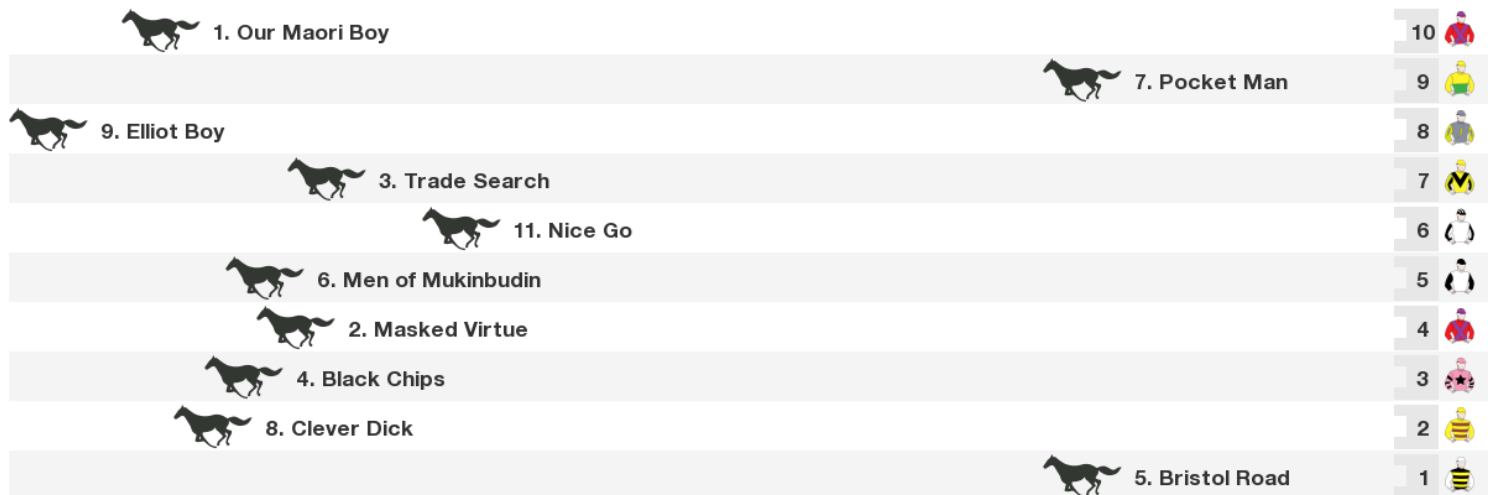 1. Our Maori Boy 10
7. Pocket Man 9
9. Elliot Boy 8
3. Trade Search 7
11. Nice Go 6
6. Men of Mukinbudin 5
2. Masked Virtue 4
4. Black Chips 3
8. Clever Dick 2
5. Bristol Road 1